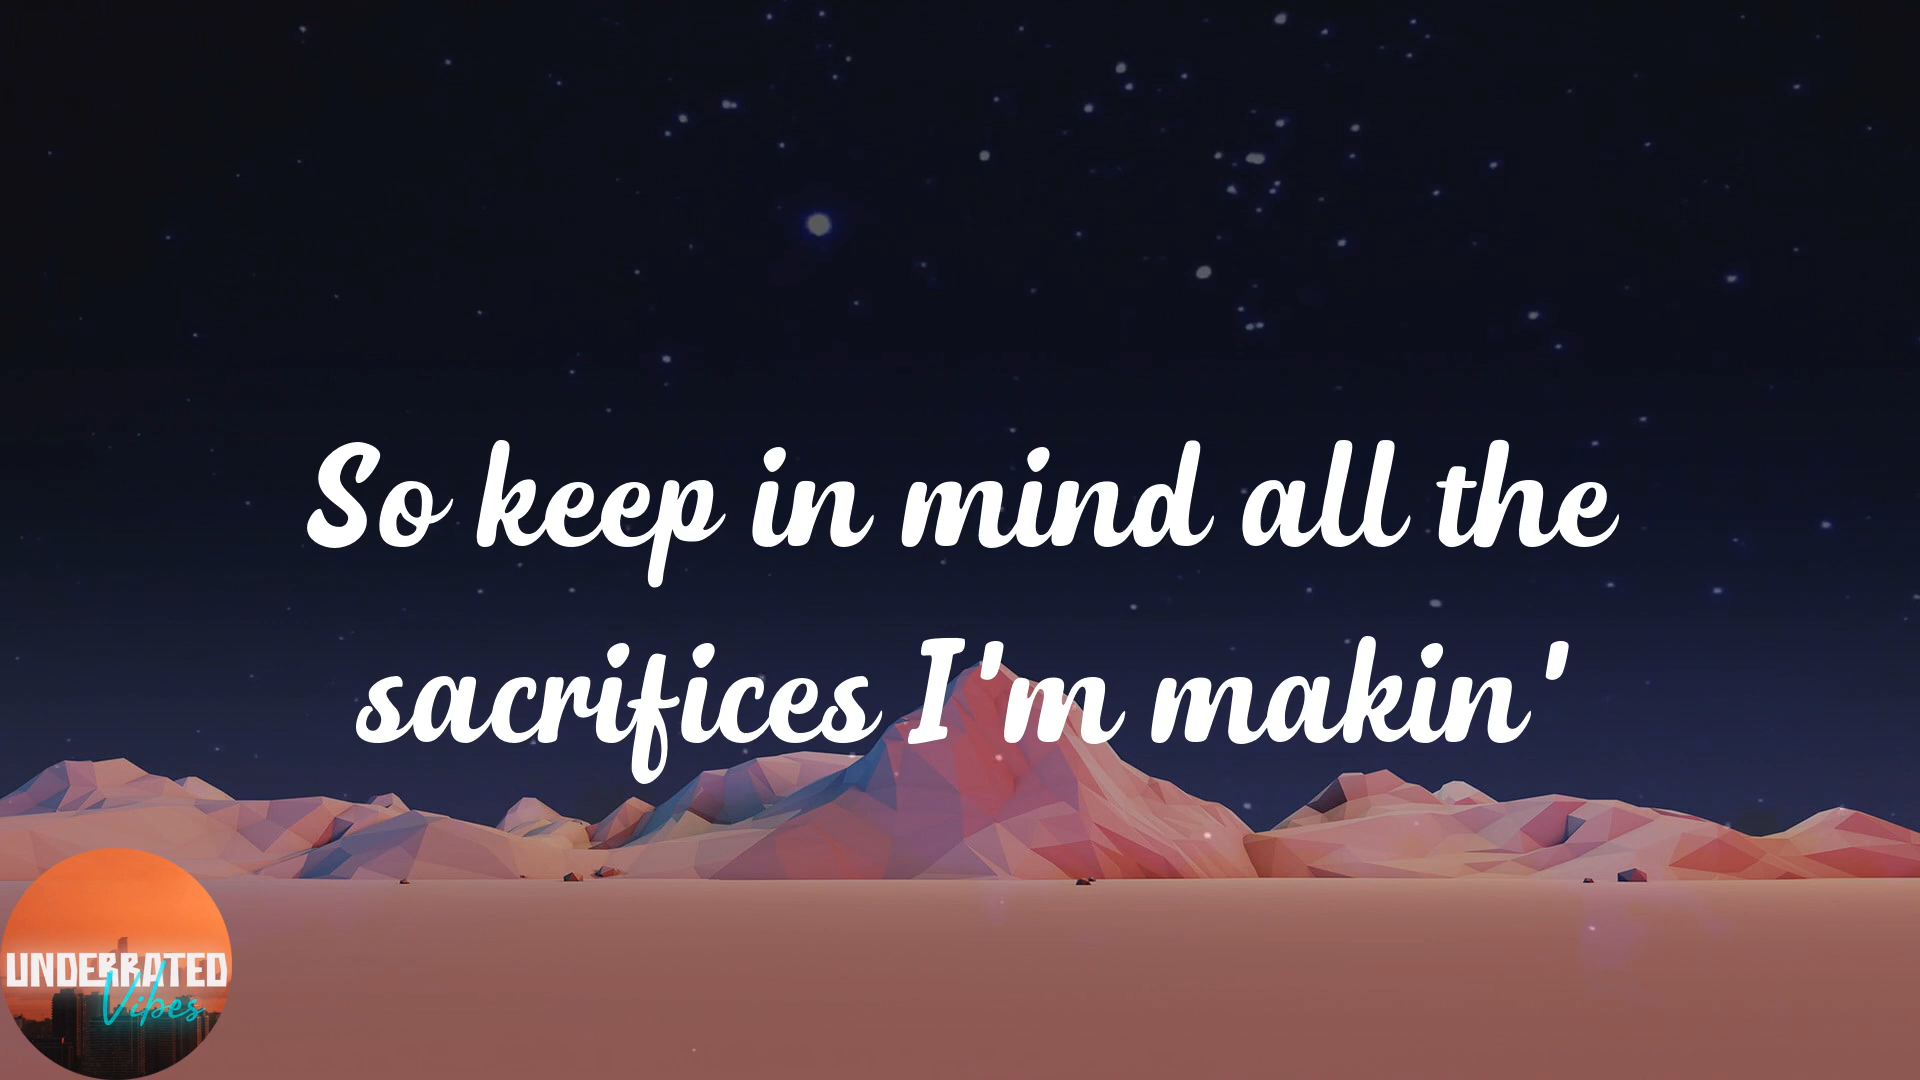 So keep in mind all the
sacrifices I'm makin'
UNDERRATED
Vibes